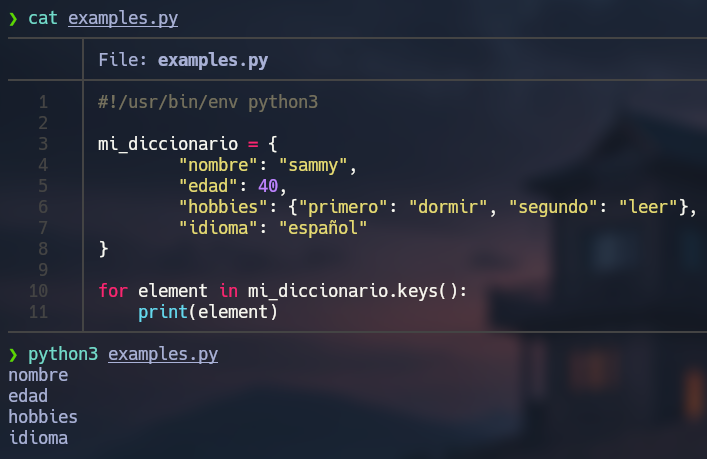 ❯ cat examples.py
File: examples.py
1 #!/usr/bin/env python3
2
3 mi_diccionario = {
4         "nombre": "sammy",
5         "edad": 40,
6         "hobbies": {"primero": "dormir", "segundo": "leer"},
7         "idioma": "español"
8 }
9
10 for element in mi_diccionario.keys():
11     print(element)
❯ python3 examples.py
nombre
edad
hobbies
idioma